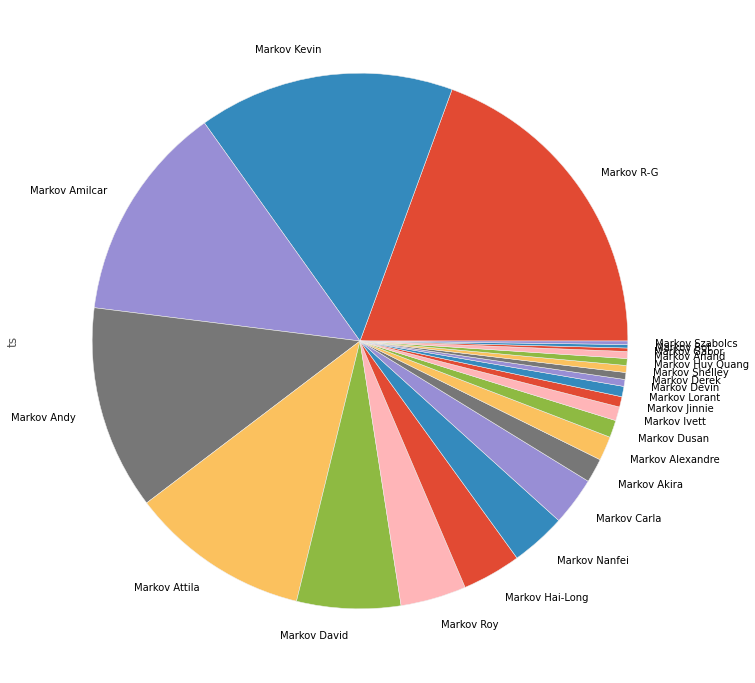 Markov Kevin
Markov R-G
Markov Amilcar
ts
Markov Szabolcs
Markov Gabor
Markov Huy Quang
Markov Shelley
Markov Derek
Markov Devin
Markov Lorant
Markov Jinnie
Markov Andy
Markov Ivett
Markov Dusan
Markov Alexandre
Markov Akira
Markov Carla
Markov Nanfei
Markov Attila
Markov Hai-Long
Markov Roy
Markov David